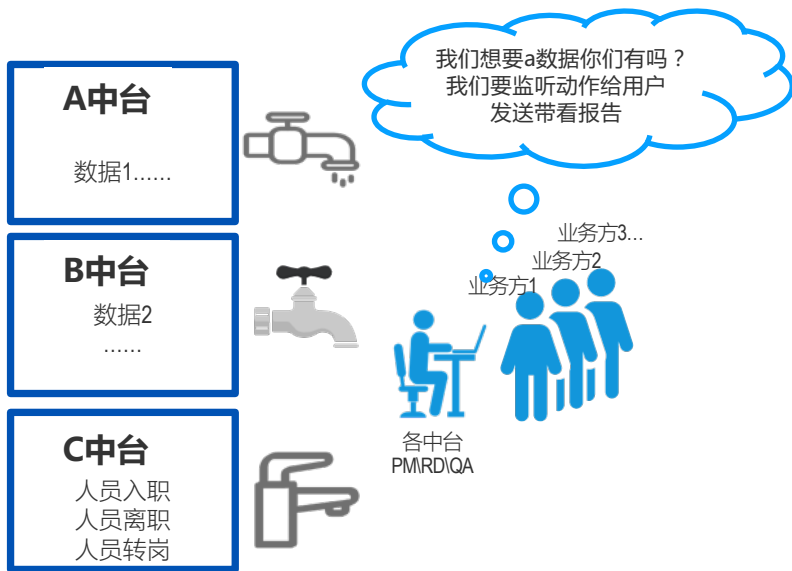 我们想要a数据你们有吗？
我们要监听动作给用户
发送带看报告
A中台
数据1......
业务方3...
业务方2
业务方1
B中台
数据2
......
各中台
PM\RD\QA
C中台
人员入职
人员离职
人员转岗